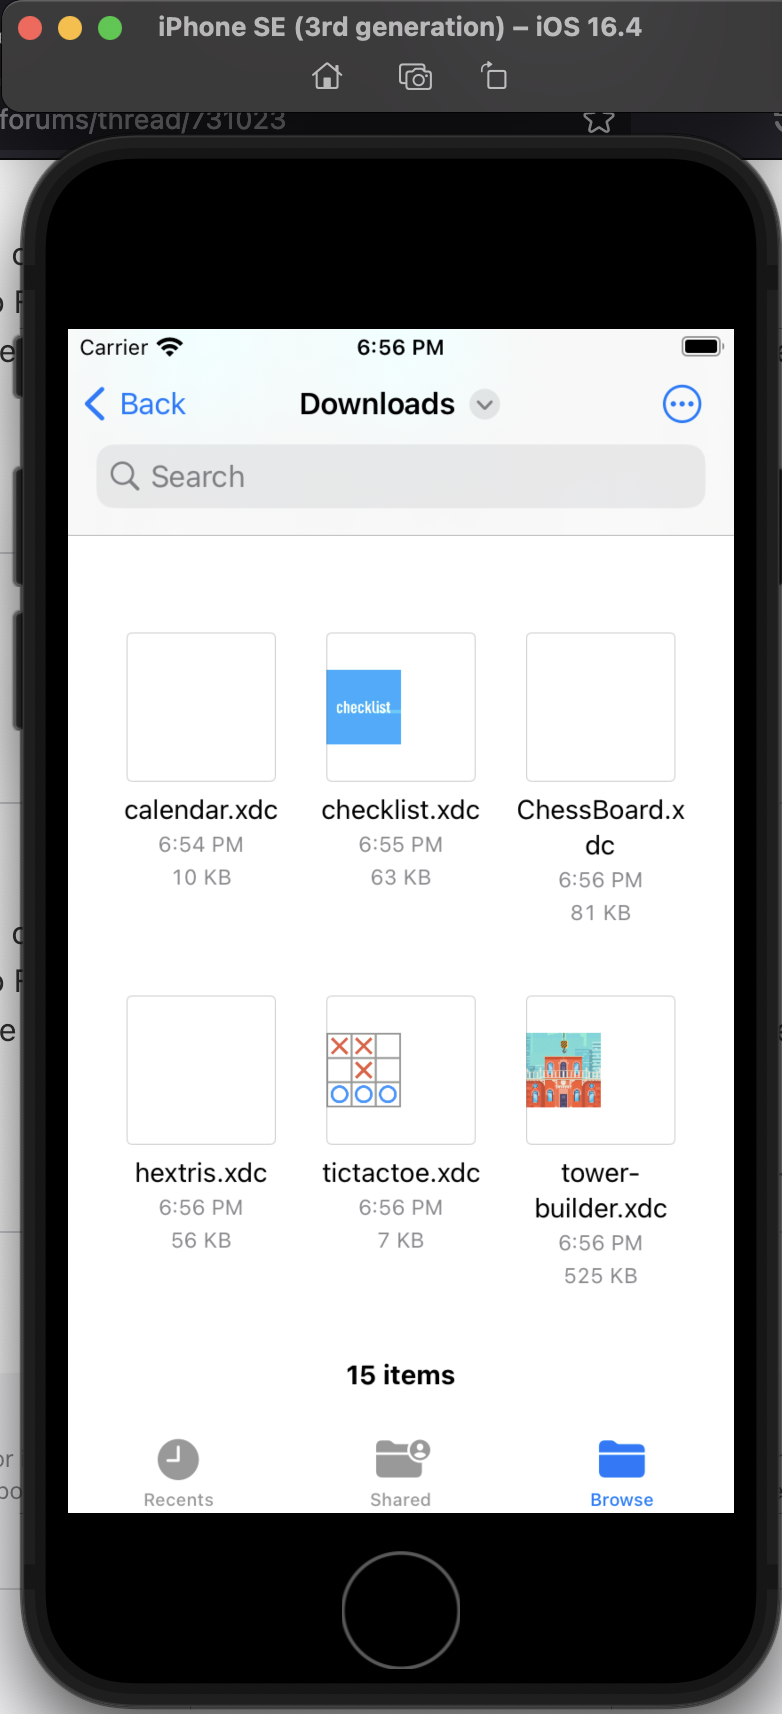 iPhone SE (3rd generation) – iOS 16.4
forums/thread/731023
Carrier
6:56 PM
Back
Downloads
Search
checklist
calendar.xdc
6:54 PM
10 KB
checklist.xdc
6:55 PM
63 KB
ChessBoard.x
dc
6:56 PM
81 KB
hextris.xdc
6:56 PM
56 KB
tictactoe.xdc
6:56 PM
7 KB
tower-
builder.xdc
6:56 PM
525 KB
15 items
Recents
Shared
Browse